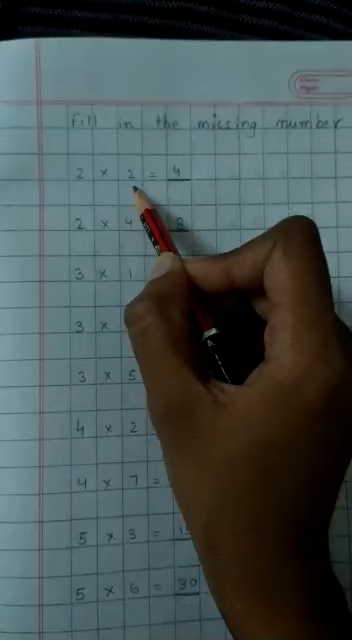 Fill in the missing number
2 × 2 = 4
2 × 4 8
3 × 1
3 ×
3 × 5
4 × 2
4 × 7 =
5 × 3 = 15
5 × 6 = 30